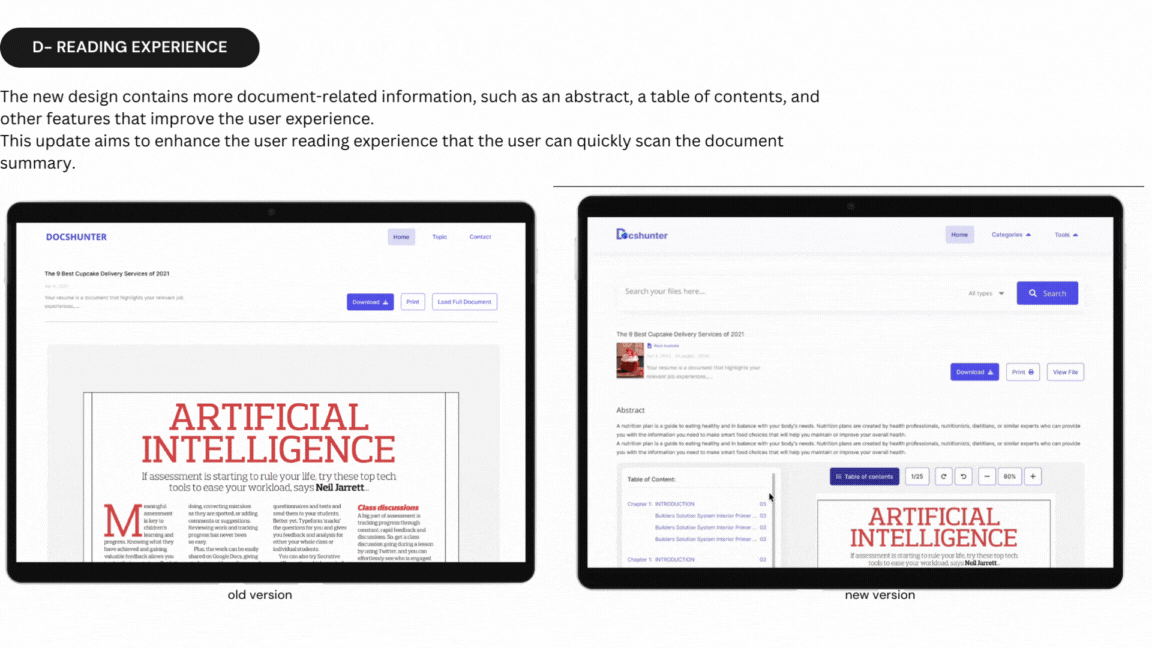 D- READING EXPERIENCE
The new design contains more document-related information, such as an abstract, a table of contents, and
other features that improve the user experience.
This update aims to enhance the user reading experience that the user can quickly scan the document
summary.
DOCSHUNTER
Home
Topic
Contact
The 9 Best Cupcake Delivery Services of 2021
Your resume is a document that highlights your relevant job
experiences,...
Download
Print
Load Full Document
ARTIFICIAL
INTELLIGENCE
If assessment is starting to rule your life, try these top tech
tools to ease your workload, says Neil Jarrett...
Meaningful
assessment
is key to
children's
learning and
progress. Knowing what they
have achieved and gaining
valuable feedback allows you
doing, correcting mistakes
as they are spotted, or adding
comments or suggestions.
Reviewing work and tracking
progress has never been
so easy.
Plus, the work can be easily
shared on Google Docs, giving
questionnaires and tests and
send them to your students.
Better yet, Typeform 'marks'
the questions for you and gives
you feedback and analysis for
either your whole class or
individual students.
You can also try Socrative
Class discussions
A big part of assessment is
tracking progress through
constant, rapid feedback and
discussions. So, get a class
discussion going during a lesson
by using Twitter, and you can
effortlessly see who is engaged
old version
Docshunter
Home
Categories
Tools
Search your files here...
All types
Search
The 9 Best Cupcake Delivery Services of 2021
Your resume is a document that highlights your
relevant job experiences,...
Download
Print
View File
Abstract
A nutrition plan is a guide to eating healthy and in balance with your body's needs. Nutrition plans are created by health professionals, nutritionists, dietitians, or similar experts who can provide
you with the information you need to make smart food choices that will help you maintain or improve your overall health.
A nutrition plan is a guide to eating healthy and in balance with your body's needs. Nutrition plans are created by health professionals, nutritionists, dietitians, or similar experts who can provide
you with the information you need to make smart food choices that will help you maintain or improve your overall health.
Table of Content:
Chapter 1: INTRODUCTION 03
Builders Solution System Interior Primer ... 03
Builders Solution System Interior Primer ... 03
Builders Solution System Interior Primer ... 03
Chapter 1: INTRODUCTION 03
Table of contents
1/25
80%
ARTIFICIAL
INTELLIGENCE
If assessment is starting to rule your life, try these top tech
tools to ease your workload, says Neil Jarrett...
new version